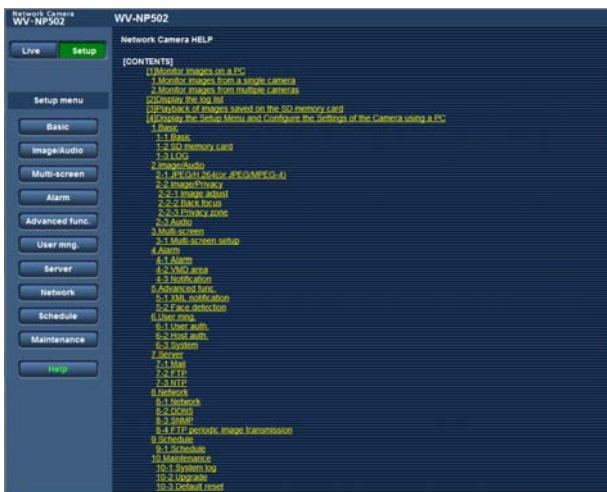 Network Camera
WV-NP502
WV-NP502
Live
Setup
Setup menu
Basic
Image/Audio
Multi-screen
Alarm
Advanced func.
User mng.
Server
Network
Schedule
Maintenance
Help
Network Camera HELP
[CONTENTS]
[1]Monitor images on a PC
1.Monitor images from a single camera
2.Monitor images from multiple cameras
[2]Display the log list
[3]Playback of images saved on the SD memory card
[4]Display the Setup Menu and Configure the Settings of the Camera using a PC
1.Basic
1-1 Basic
1-2 SD memory card
1-3 LOG
2.Image/Audio
2-1 JPEG/H.264(or JPEG/MPEG-4)
2-2 Image/Privacy
2-2-1 Image adjust
2-2-2 Back focus
2-2-3 Privacy zone
2-3 Audio
3.Multi-screen
3-1 Multi-screen setup
4.Alarm
4-1 Alarm
4-2 VMD area
4-3 Notification
5.Advanced func.
5-1 XML notification
5-2 Face detection
6.User mng.
6-1 User auth.
6-2 Host auth.
6-3 System
7.Server
7-1 Mail
7-2 FTP
7-3 NTP
8.Network
8-1 Network
8-2 DDNS
8-3 SNMP
8-4 FTP periodic image transmission
9.Schedule
9-1 Schedule
10.Maintenance
10-1 System log
10-2 Upgrade
10-3 Default reset